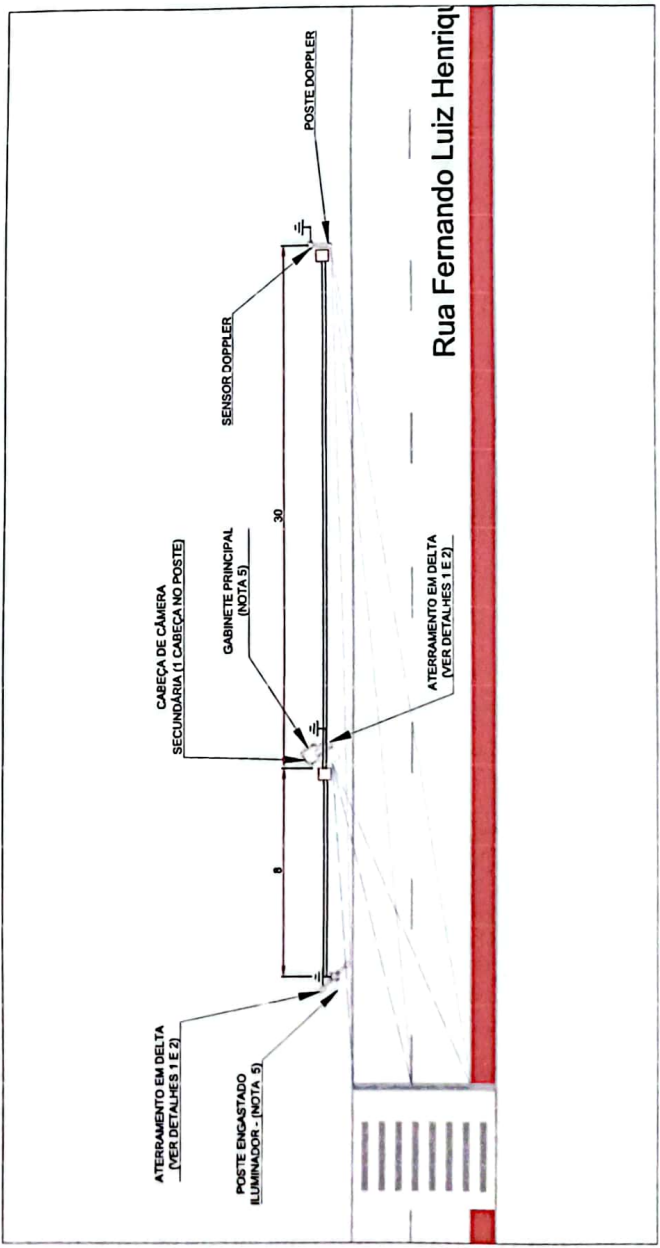 POSTE DOPPLER
SENSOR DOPPLER
CABEÇA DE CÂMERA
SECUNDÁRIA (1 CABEÇA NO POSTE)
GABINETE PRINCIPAL
(NOTA 5)
30
8
ATERRAMENTO EM DELTA
(VER DETALHES 1 E 2)
POSTE ENGASTADO
ILUMINADOR - (NOTA 5)
ATERRAMENTO EM DELTA
(VER DETALHES 1 E 2)
Rua Fernando Luiz Henriqu